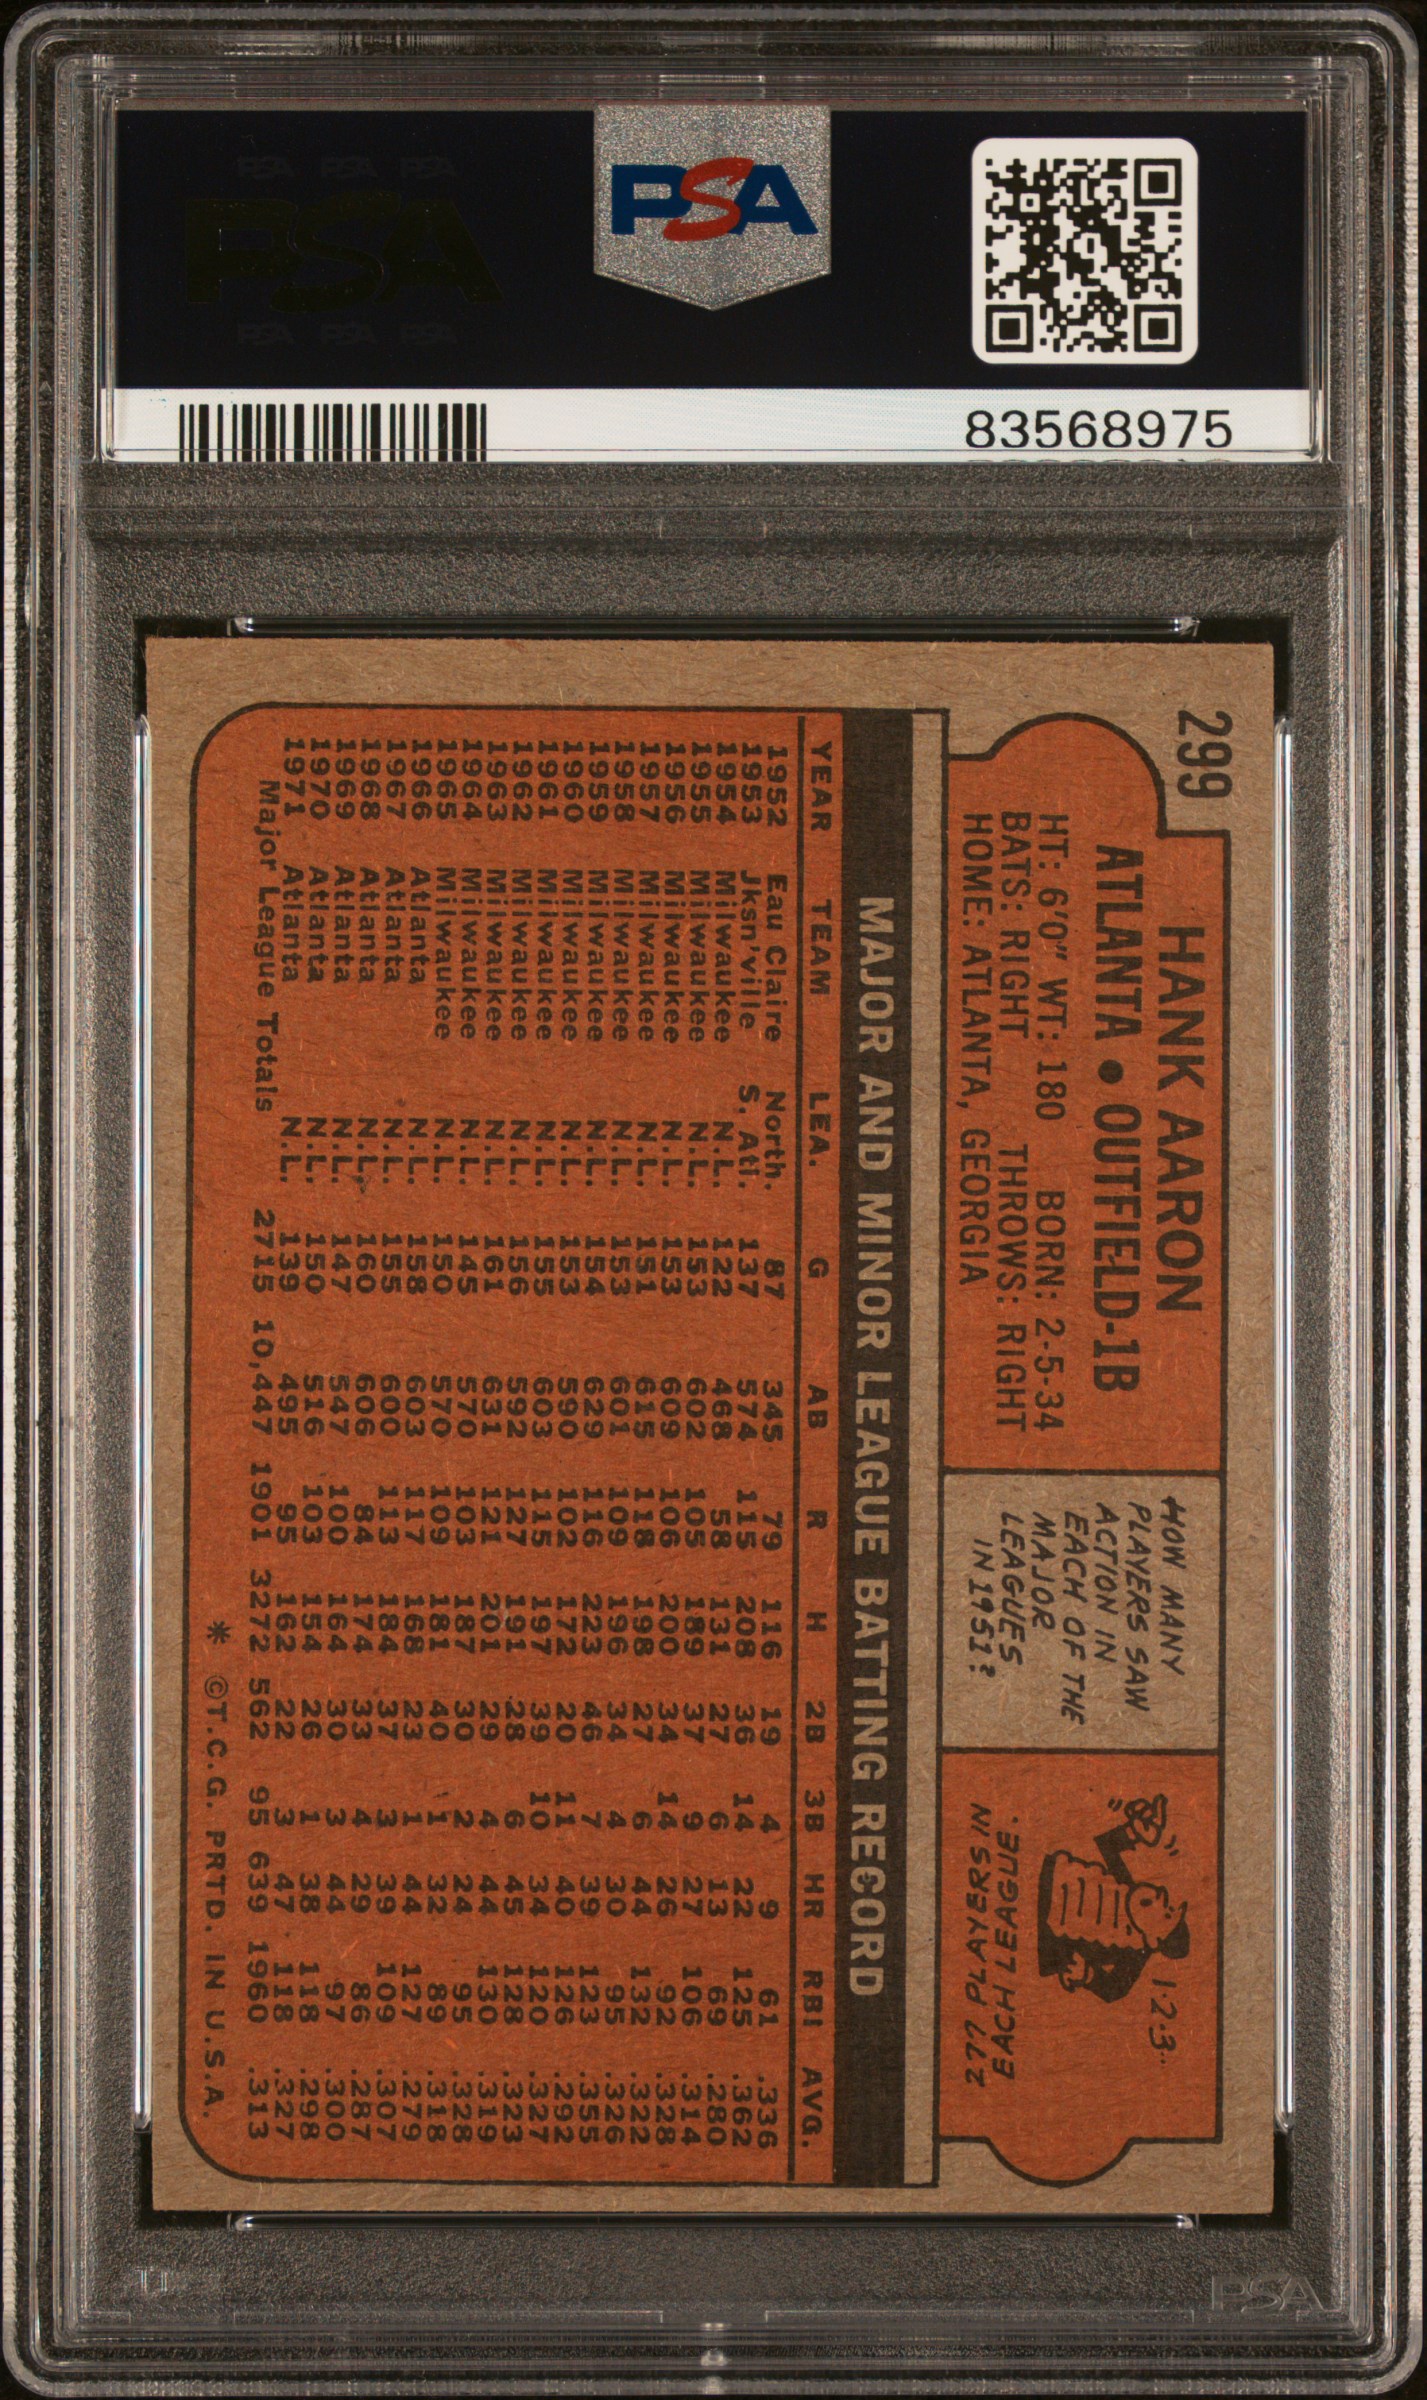 PSA PSA PSA
PSA
PSA PSA PSA
PSA
83568975
299
HANK AARON
ATLANTA • OUTFIELD-1B
HT: 6'0" WT: 180 BORN: 2-5-34
BATS: RIGHT THROWS: RIGHT
HOME: ATLANTA, GEORGIA
HOW MANY
PLAYERS SAW
ACTION IN
EACH OF THE
MAJOR
LEAGUES
IN 1951?
1-2-3..
277 PLAYERS IN
EACH LEAGUE.
MAJOR AND MINOR LEAGUE BATTING RECORD
YEAR TEAM LEA. G AB R H 2B 3B HR RBI AVG.
1952 Eau Claire North. 87 345 79 116 19 4 9 61 .336
1953 Jksn'ville S. Atl. 137 574 115 208 36 14 22 125 .362
1954 Milwaukee N.L. 122 468 58 131 27 6 13 69 .280
1955 Milwaukee N.L. 153 602 105 189 37 9 27 106 .314
1956 Milwaukee N.L. 153 609 106 200 34 14 26 92 .328
1957 Milwaukee N.L. 151 615 118 198 27 6 44 132 .322
1958 Milwaukee N.L. 153 601 109 196 34 4 30 95 .326
1959 Milwaukee N.L. 154 629 116 223 46 7 39 123 .355
1960 Milwaukee N.L. 153 590 102 172 20 11 40 126 .292
1961 Milwaukee N.L. 155 603 115 197 39 10 34 120 .327
1962 Milwaukee N.L. 156 592 127 191 28 6 45 128 .323
1963 Milwaukee N.L. 161 631 121 201 29 4 44 130 .319
1964 Milwaukee N.L. 145 570 103 187 30 2 24 95 .328
1965 Milwaukee N.L. 150 570 109 181 40 1 32 89 .318
1966 Atlanta N.L. 158 603 117 168 23 1 44 127 .279
1967 Atlanta N.L. 155 600 113 184 37 3 39 109 .307
1968 Atlanta N.L. 160 606 84 174 33 4 29 86 .287
1969 Atlanta N.L. 147 547 100 164 30 3 44 97 .300
1970 Atlanta N.L. 150 516 103 154 26 1 38 118 .298
1971 Atlanta N.L. 139 495 95 162 22 3 47 118 .327
Major League Totals 2715 10,447 1901 3272 562 95 639 1960 .313
* ©T.C.G. PRTD. IN U.S.A.
PSA